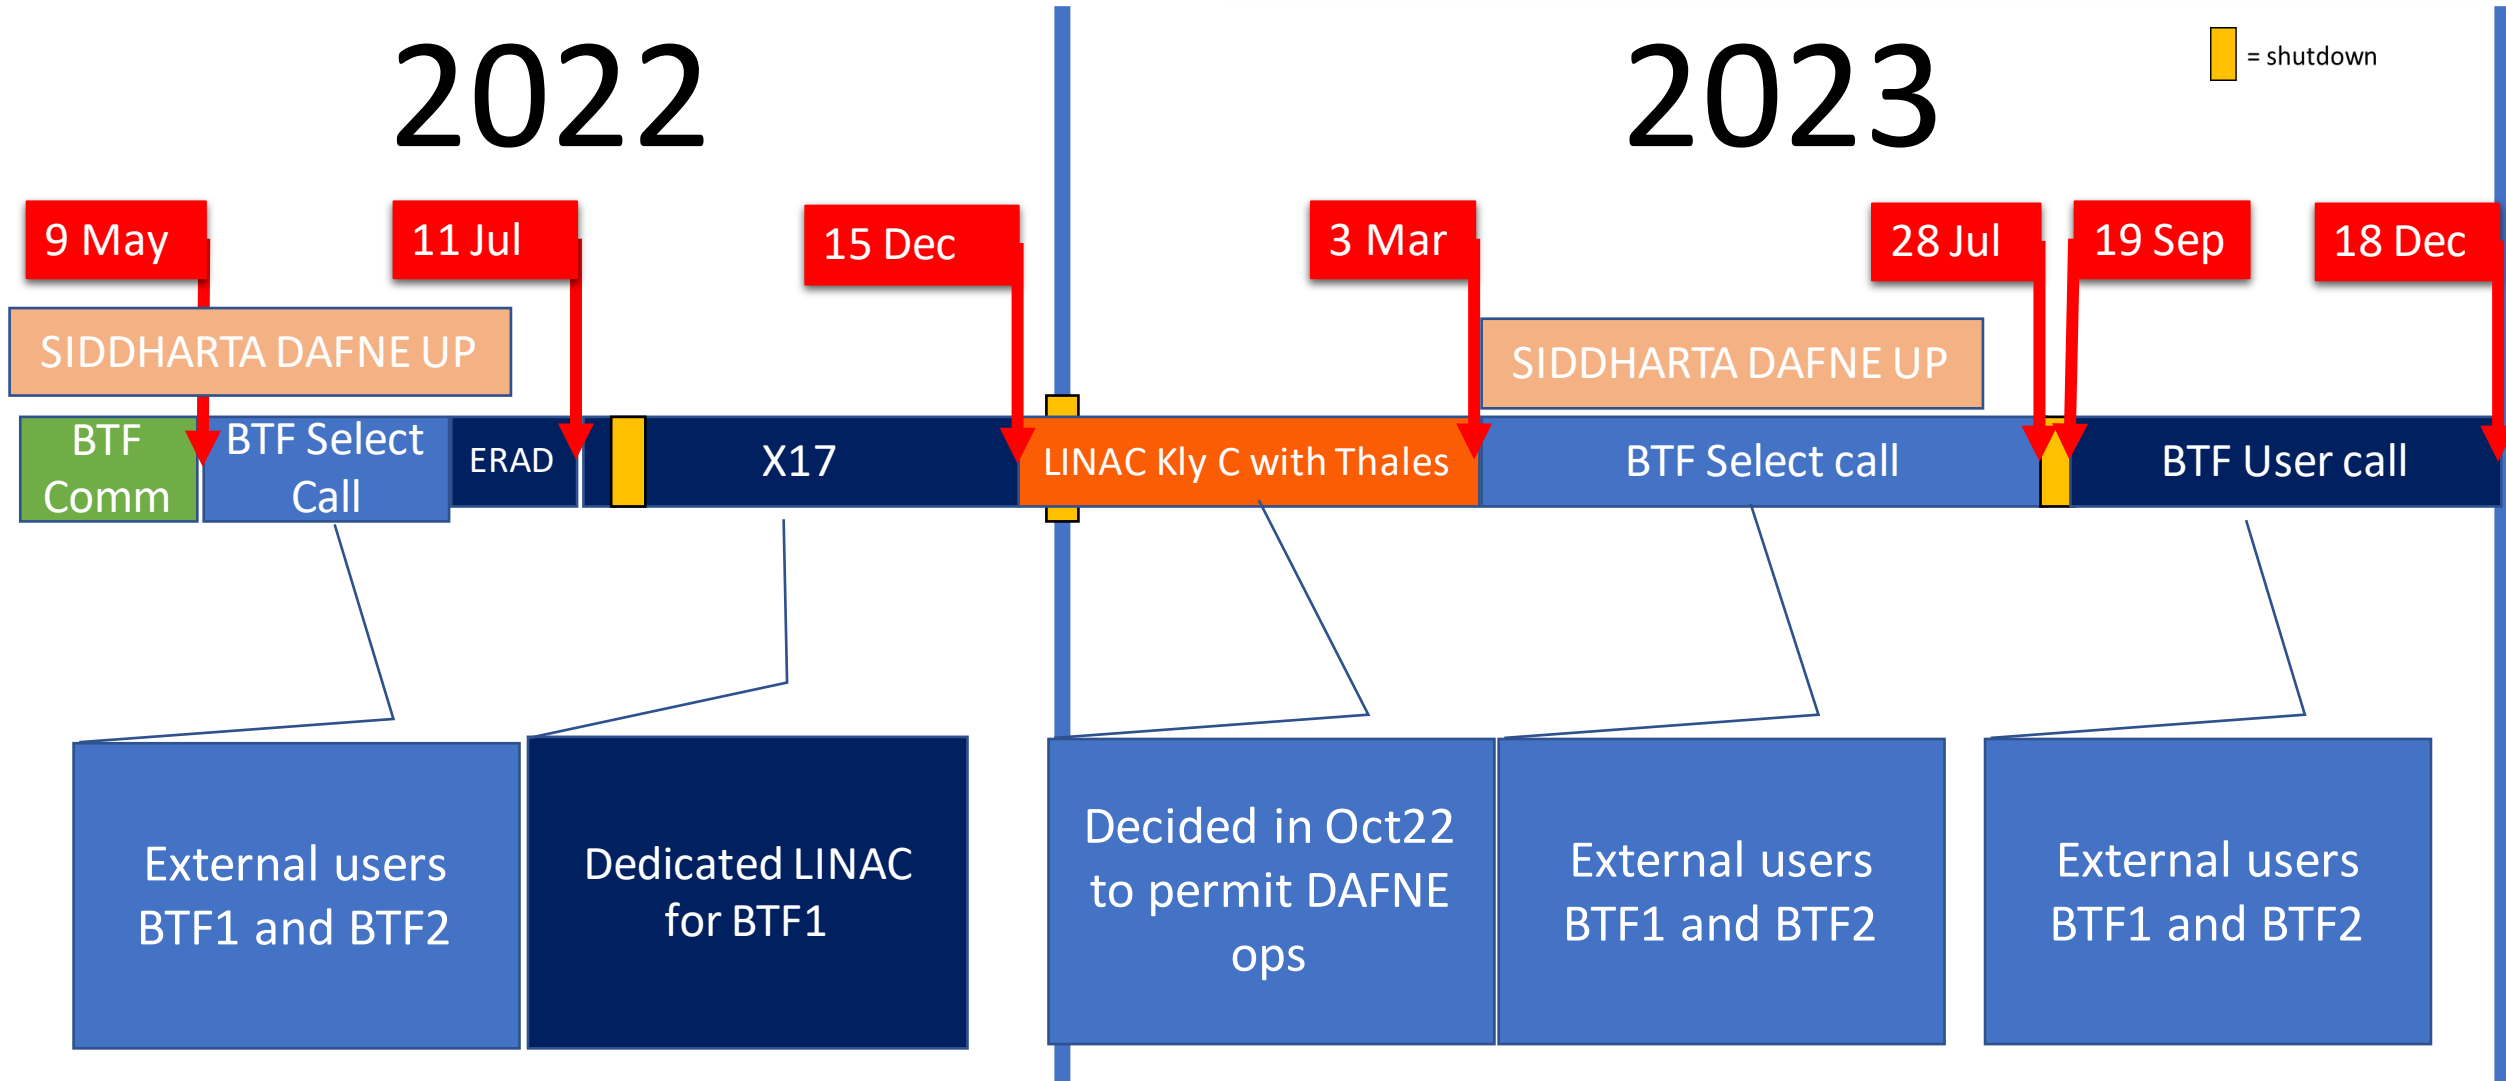 2022
2023
= shutdown
9 May
11 Jul
15 Dec
3 Mar
28 Jul
19 Sep
18 Dec
SIDDHARTA DAFNE UP
SIDDHARTA DAFNE UP
BTF
Comm
BTF Select
Call
ERAD
X17
LINAC Kly C with Thales
BTF Select call
BTF User call
External users
BTF1 and BTF2
Dedicated LINAC
for BTF1
Decided in Oct22
to permit DAFNE
ops
External users
BTF1 and BTF2
External users
BTF1 and BTF2